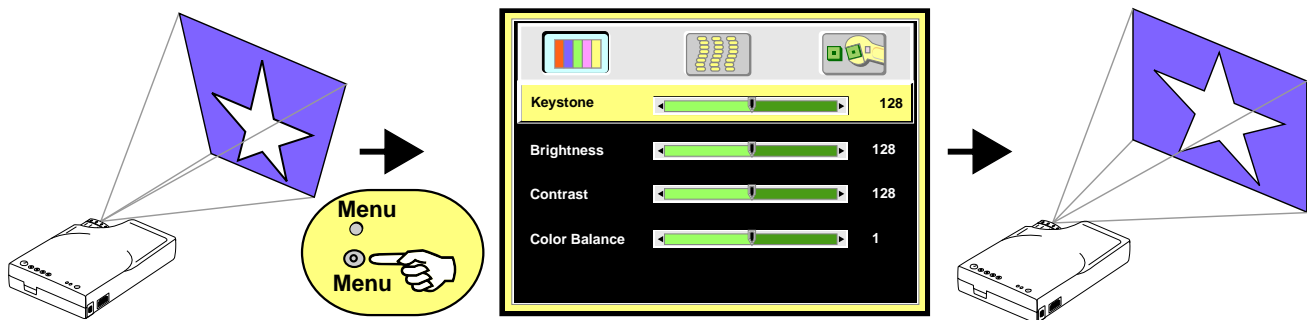 Menu
Menu
Keystone 128
Brightness 128
Contrast 128
Color Balance 1